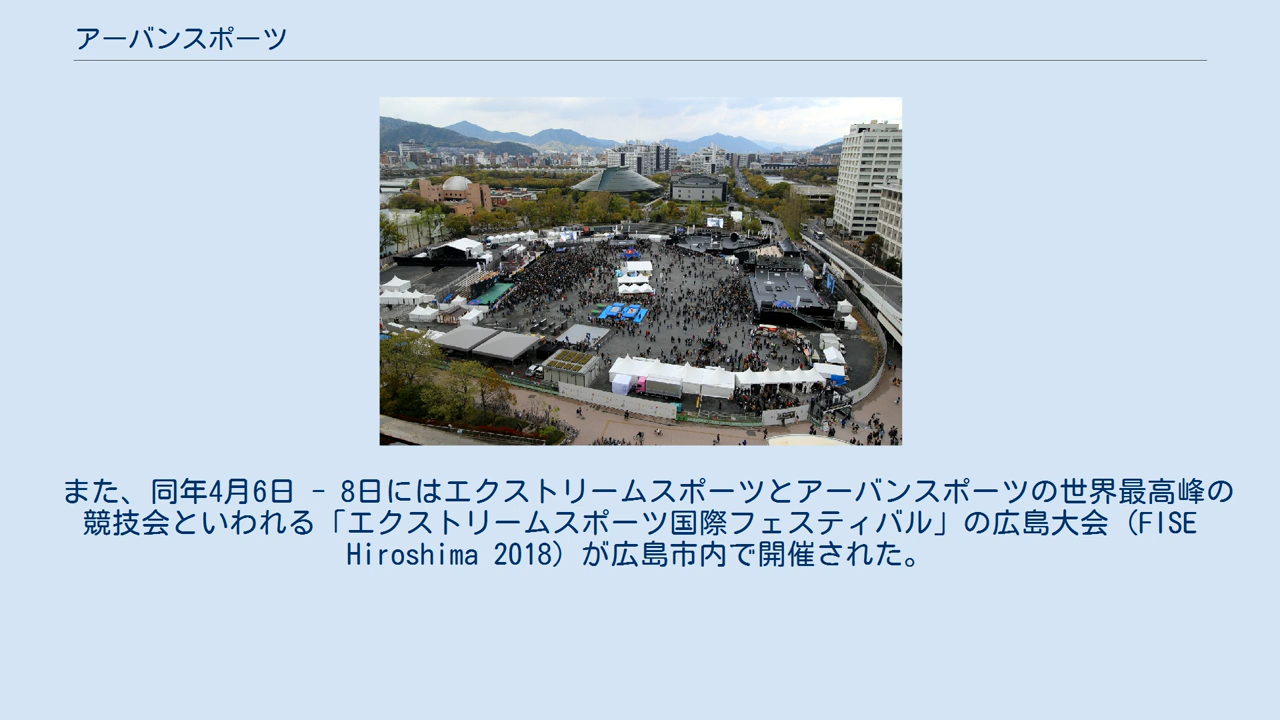 アーバンスポーツ
また、同年4月6日 - 8日にはエクストリームスポーツとアーバンスポーツの世界最高峰の
競技会といわれる「エクストリームスポーツ国際フェスティバル」の広島大会（FISE
Hiroshima 2018）が広島市内で開催された。